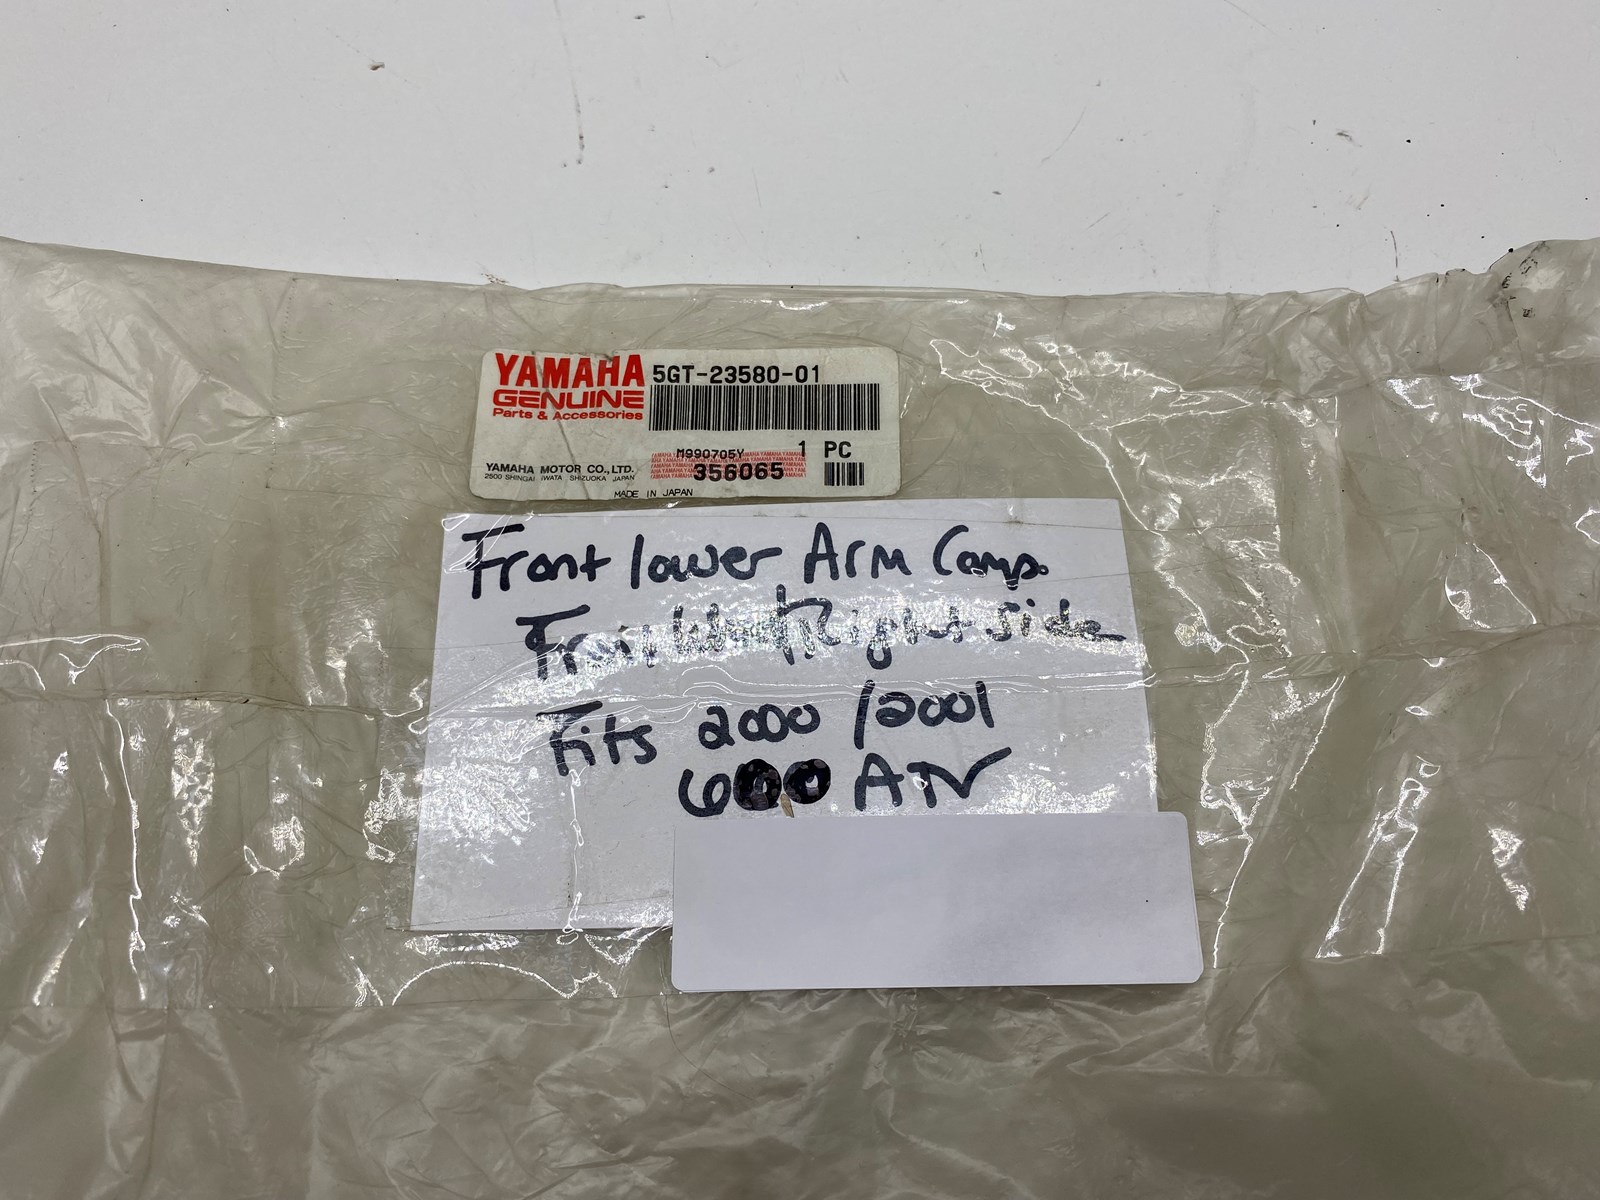 YAMAHA
GENUINE
Parts & Accessories
5GT-23580-01
M990705Y 1 PC
356065
YAMAHA MOTOR CO., LTD.
2500 SHINGAI IWATA SHIZUOKA JAPAN
MADE IN JAPAN
Front lower Arm Comp.
Right side
Fits 2000 /2001
600 ATV